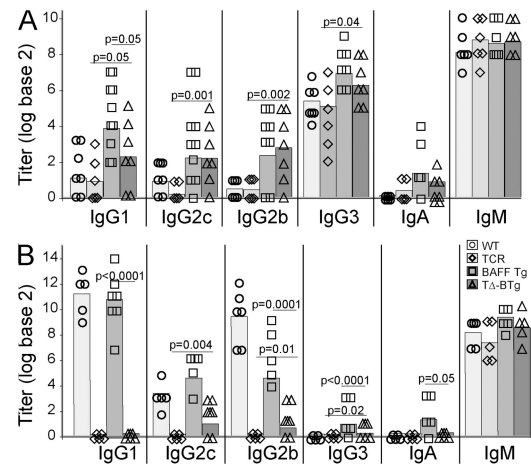 A
Titer (log base 2)
10
8
6
4
2
0
p=0.05
p=0.05
p=0.001
p=0.002
p=0.04
IgG1 IgG2c IgG2b IgG3 IgA IgM
B
Titer (log base 2)
14
12
10
8
6
4
2
0
p<0.0001
p=0.004
p=0.0001
p=0.01
p<0.0001
p=0.02
p=0.05
WT
TCR
BAFF Tg
TΔ-BTg
IgG1 IgG2c IgG2b IgG3 IgA IgM